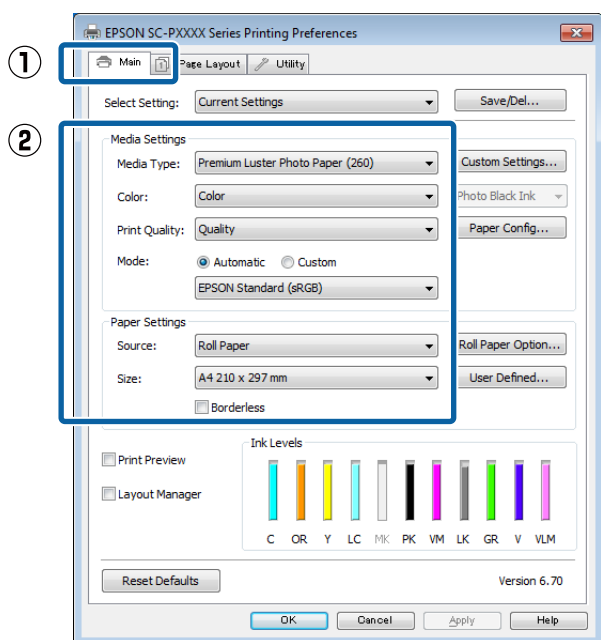 EPSON SC-PXXXX Series Printing Preferences
1
Main 1 Page Layout Utility
Select Setting: Current Settings Save/Del...
2
Media Settings
Media Type: Premium Luster Photo Paper (260) Custom Settings...
Color: Color Photo Black Ink
Print Quality: Quality Paper Config...
Mode: Automatic Custom
EPSON Standard (sRGB)
Paper Settings
Source: Roll Paper Roll Paper Option...
Size: A4 210 x 297 mm User Defined...
Borderless
Print Preview
Layout Manager
Ink Levels
C OR Y LC MK PK VM LK GR V VLM
Reset Defaults Version 6.70
OK Cancel Apply Help